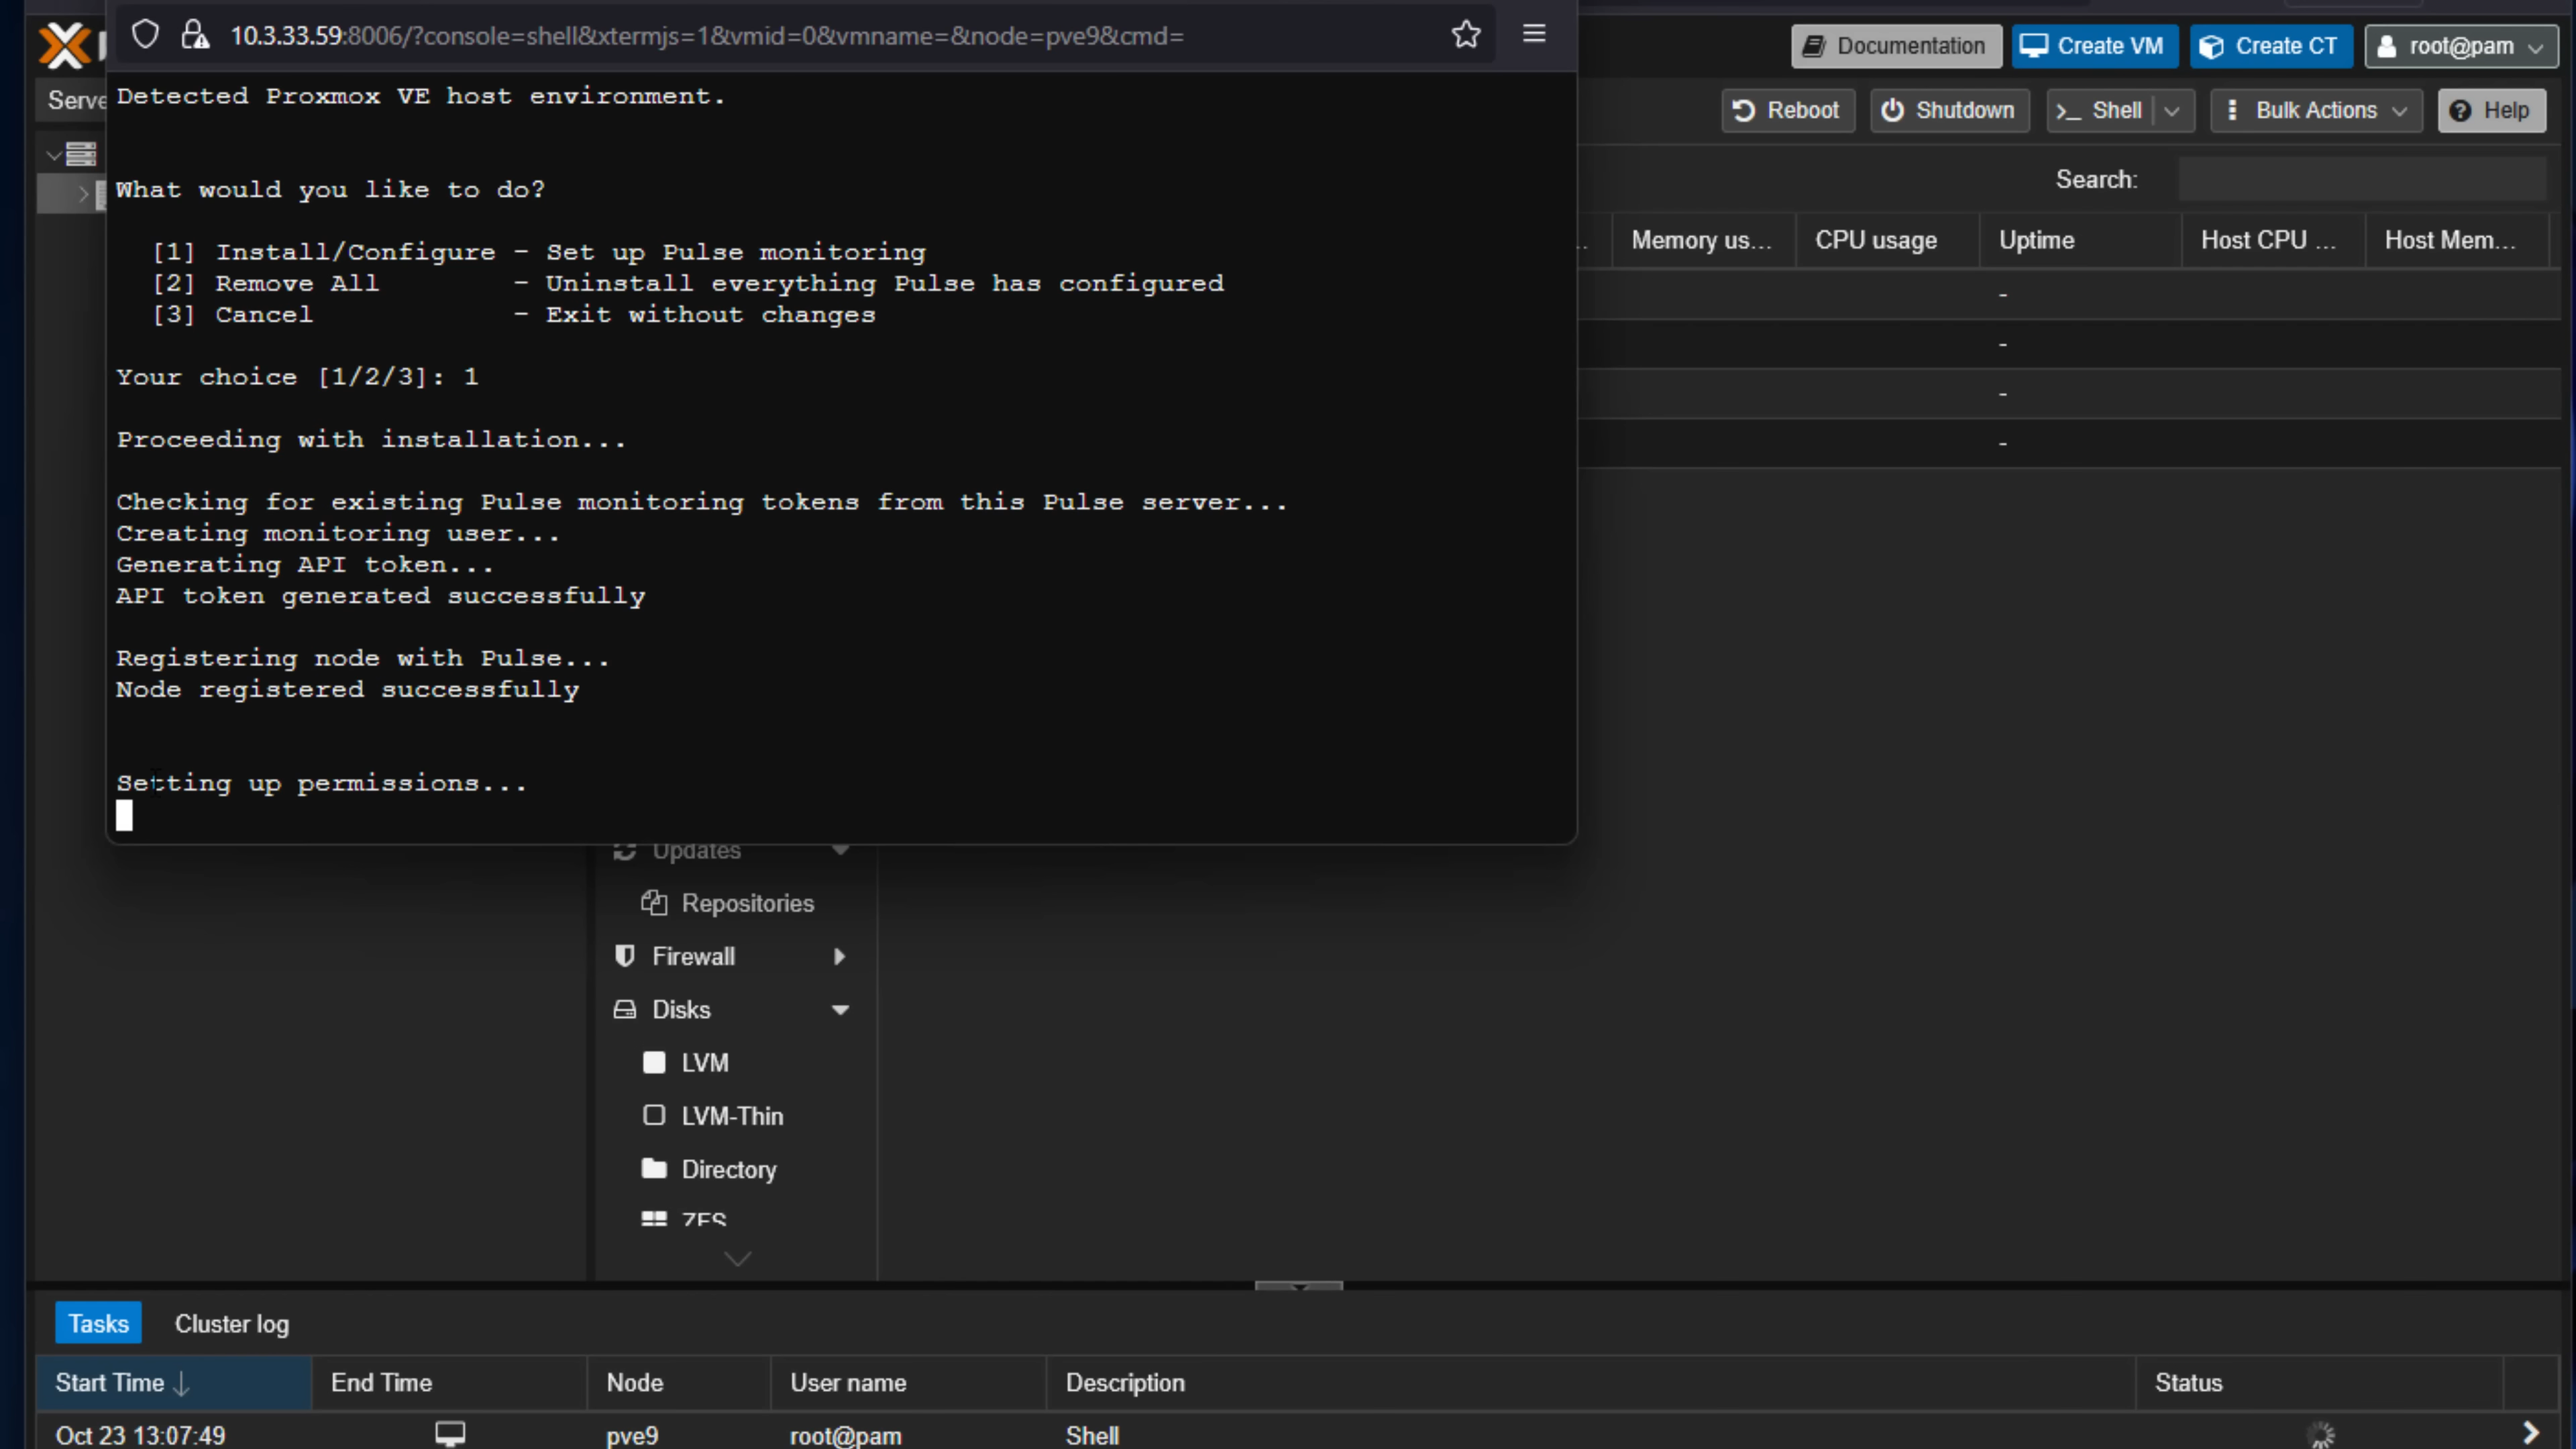 10.3.33.59:8006/?console=shell&xtermjs=1&vmid=0&vmname=&node=pve9&cmd=
Documentation
Create VM
Create CT
root@pam
Serve
Reboot
Shutdown
Shell
Bulk Actions
Help
Search:
Memory us...
CPU usage
Uptime
Host CPU ...
Host Mem...
-
-
-
-
Detected Proxmox VE host environment.
What would you like to do?
[1] Install/Configure - Set up Pulse monitoring
[2] Remove All - Uninstall everything Pulse has configured
[3] Cancel - Exit without changes
Your choice [1/2/3]: 1
Proceeding with installation...
Checking for existing Pulse monitoring tokens from this Pulse server...
Creating monitoring user...
Generating API token...
API token generated successfully
Registering node with Pulse...
Node registered successfully
Setting up permissions...
Updates
Repositories
Firewall
Disks
LVM
LVM-Thin
Directory
ZFS
Tasks
Cluster log
Start Time
End Time
Node
User name
Description
Status
Oct 23 13:07:49
pve9
root@pam
Shell